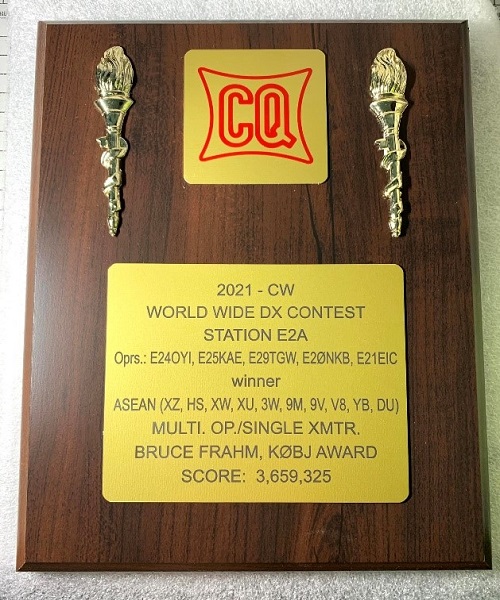 CQ
2021 - CW
WORLD WIDE DX CONTEST
STATION E2A
Oprs.: E24OYI, E25KAE, E29TGW, E2ØNKB, E21EIC
winner
ASEAN (XZ, HS, XW, XU, 3W, 9M, 9V, V8, YB, DU)
MULTI. OP./SINGLE XMTR.
BRUCE FRAHM, KØBJ AWARD
SCORE: 3,659,325